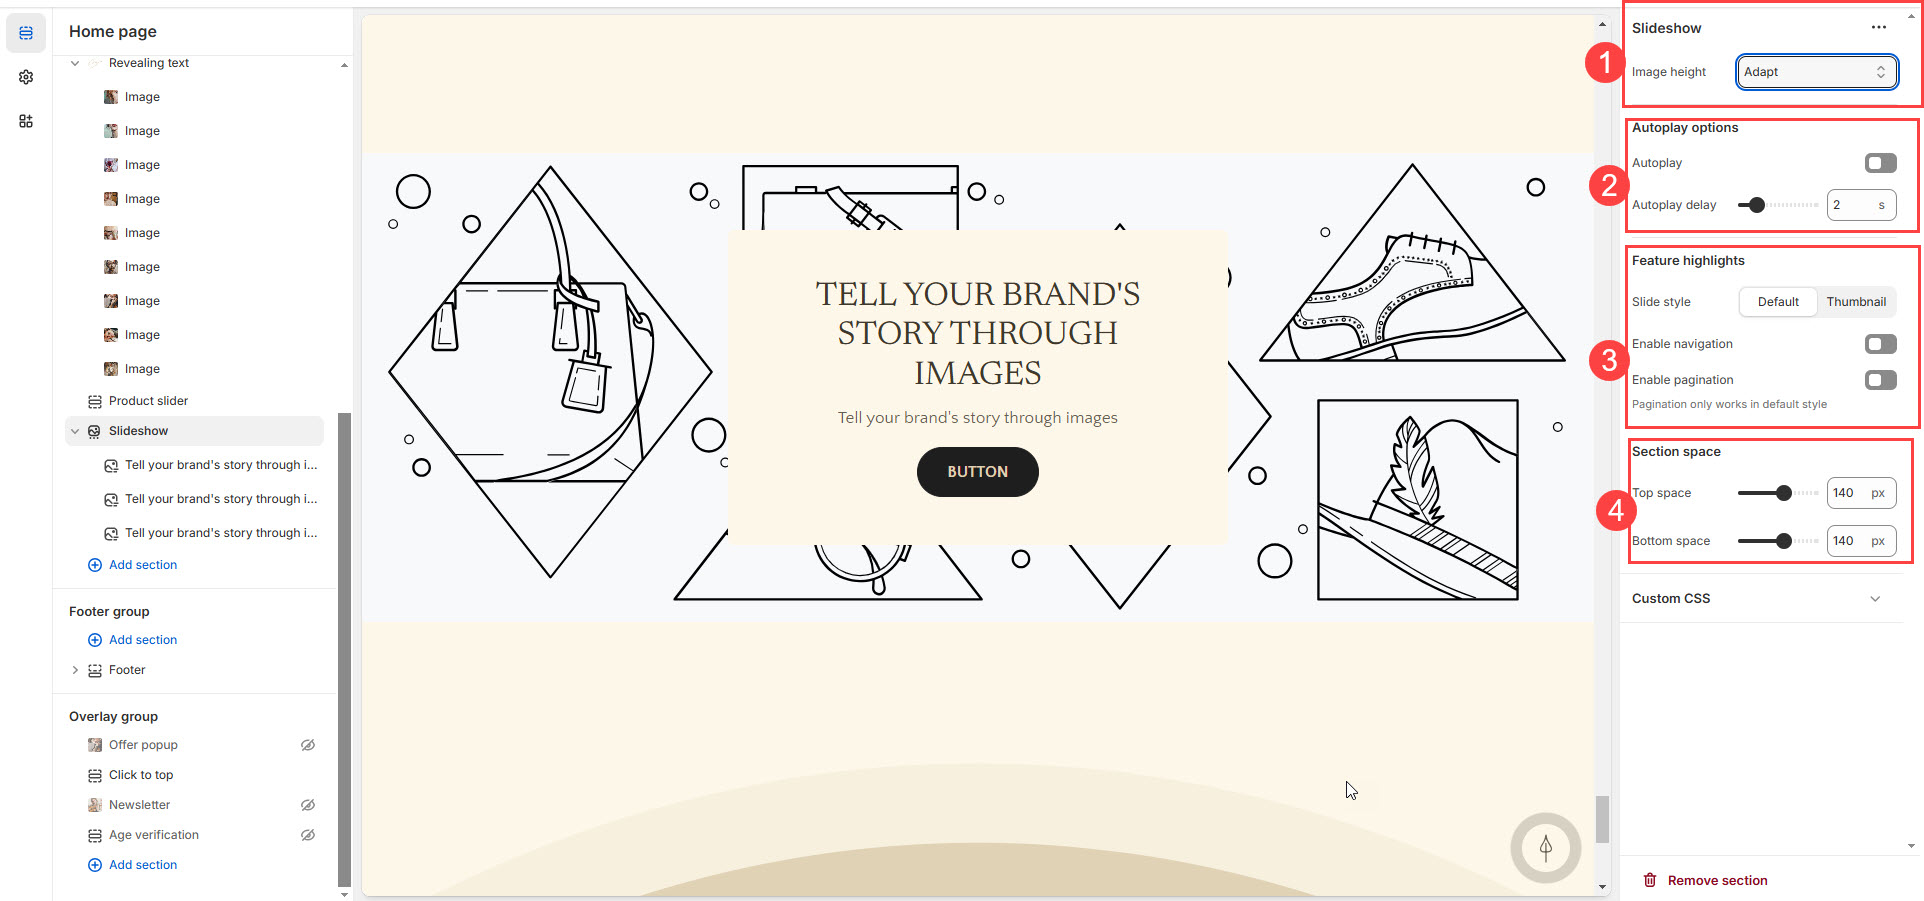 Home page
Revealing text
Image
Image
Image
Image
Image
Image
Image
Image
Image
Product slider
Slideshow
Tell your brand's story through i...
Tell your brand's story through i...
Tell your brand's story through i...
Add section
Footer group
Add section
Footer
Overlay group
Offer popup
Click to top
Newsletter
Age verification
Add section
TELL YOUR BRAND'S
STORY THROUGH
IMAGES
Tell your brand's story through images
BUTTON
1
Slideshow
Image height Adapt
2
Autoplay options
Autoplay
Autoplay delay 2 s
3
Feature highlights
Slide style Default Thumbnail
Enable navigation
Enable pagination
Pagination only works in default style
4
Section space
Top space 140 px
Bottom space 140 px
Custom CSS
Remove section